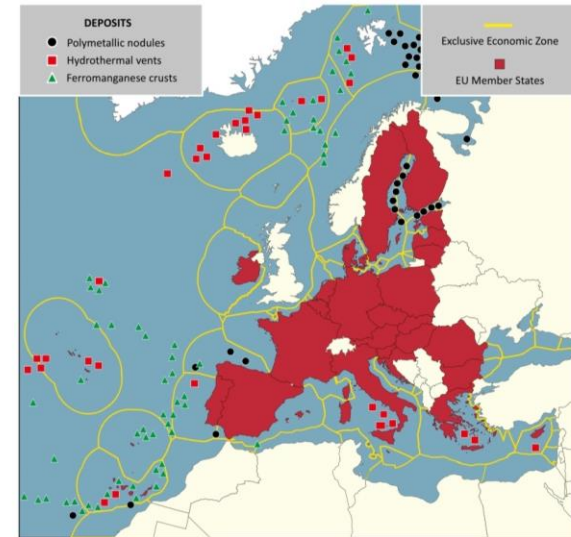 DEPOSITS
Polymetallic nodules
Hydrothermal vents
Ferromanganese crusts
Exclusive Economic Zone
EU Member States